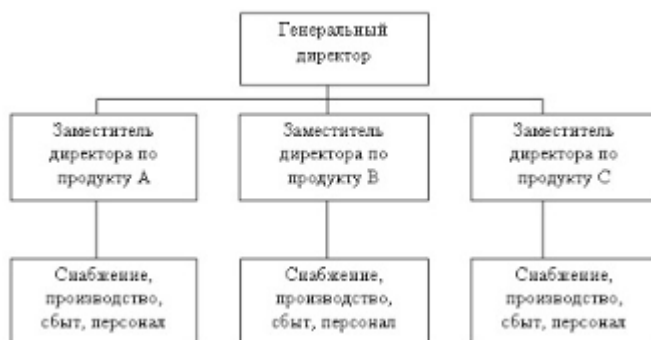 Генеральный
директор
Заместитель
директора по
продукту А
Заместитель
директора по
продукту В
Заместитель
директора по
продукту С
Снабжение,
производство,
сбыт, персонал
Снабжение,
производство,
сбыт, персонал
Снабжение,
производство,
сбыт, персонал